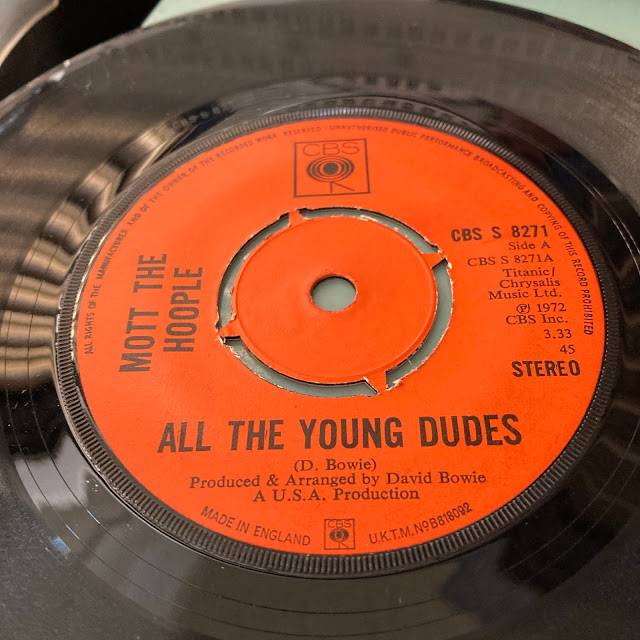 ALL RIGHTS OF THE MANUFACTURER AND OF THE OWNER OF THE RECORDED WORK RESERVED · UNAUTHORISED PUBLIC PERFORMANCE BROADCASTING AND COPYING OF THIS RECORD PROHIBITED
CBS
CBS S 8271
Side A
CBS S 8271A
Titanic/
Chrysalis
Music Ltd.
℗ 1972
CBS Inc.
3.33
45
STEREO
MOTT THE
HOOPLE
ALL THE YOUNG DUDES
(D. Bowie)
Produced & Arranged by David Bowie
A U.S.A. Production
MADE IN ENGLAND
CBS
U.K.T.M. No B818092